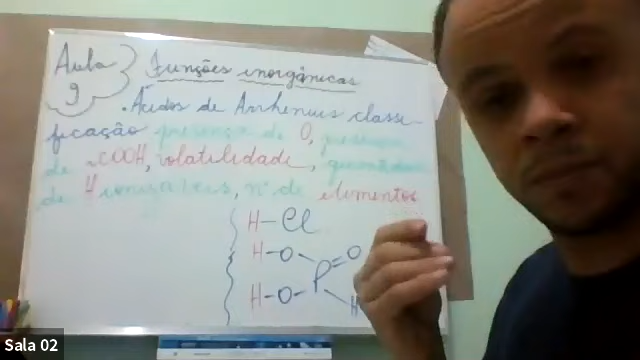 Aula
9
Funções inorgânicas
. Ácidos de Arrhenius classi-
ficação presença de O, presença
de COOH, volatilidade, quantidade
de H ionizáveis, nº de elementos
H-Cl
H-O
P=O
H-O-
H
Sala 02